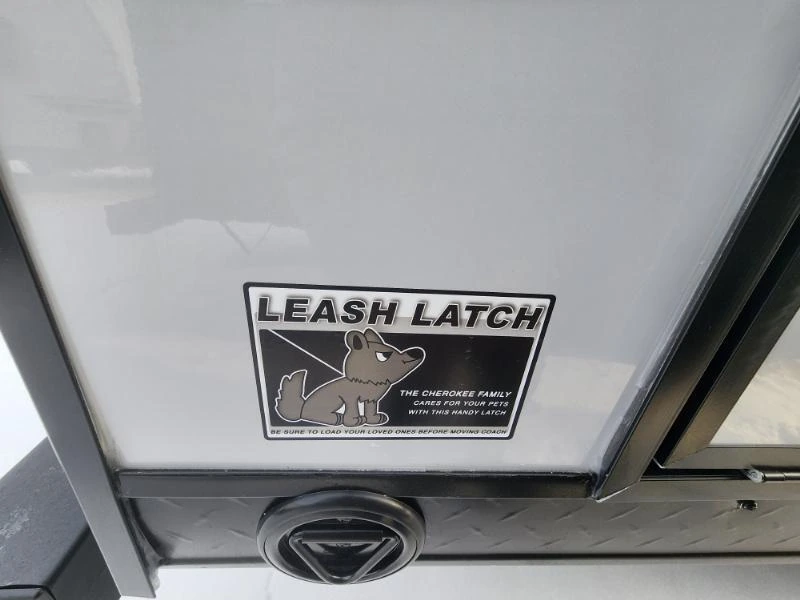 LEASH LATCH
THE CHEROKEE FAMILY
CARES FOR YOUR PETS
WITH THIS HANDY LATCH
BE SURE TO LOAD YOUR LOVED ONES BEFORE MOVING COACH